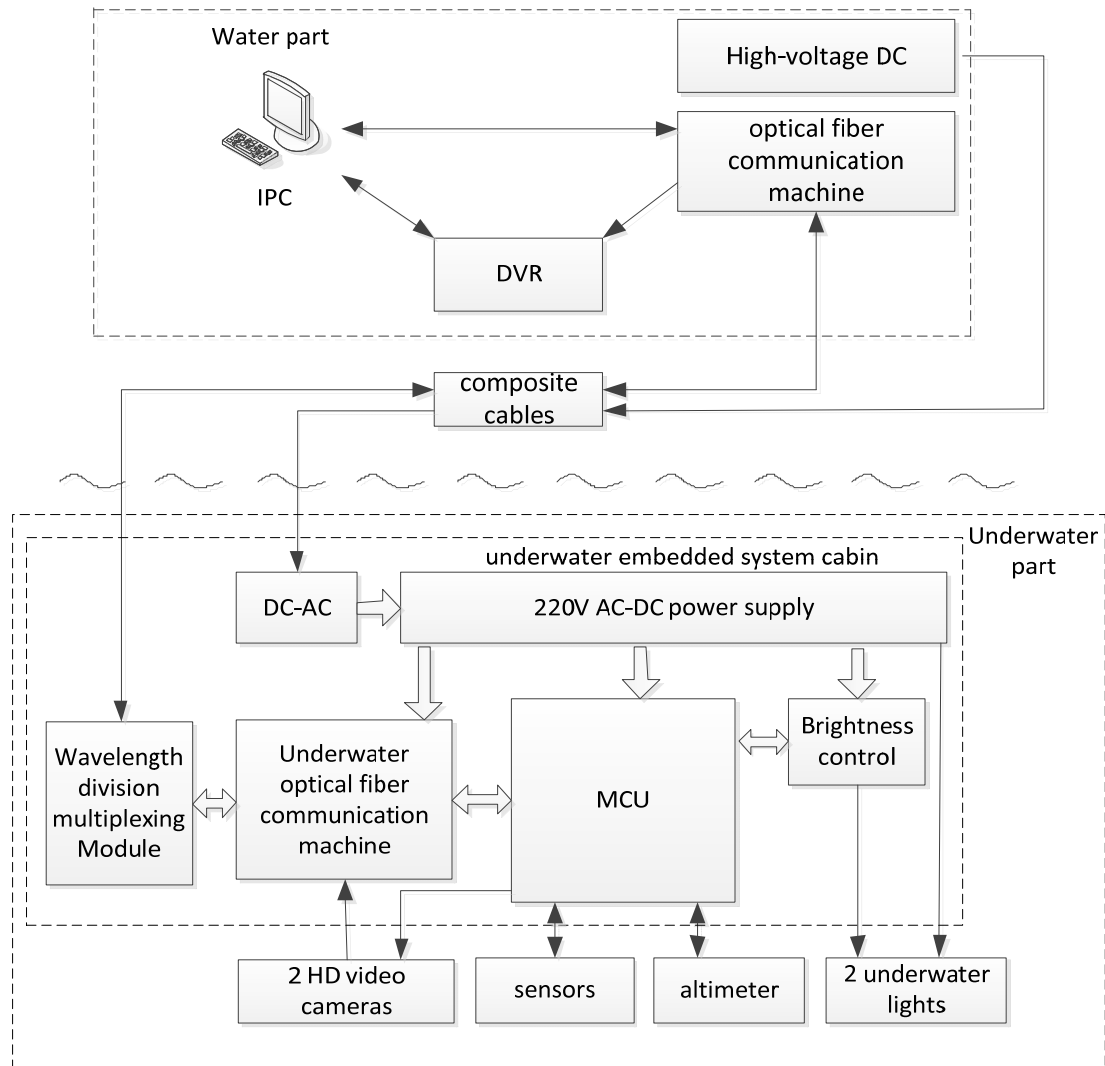 Water part
High-voltage DC
optical fiber
communication
machine
IPC
DVR
composite
cables
Underwater
part
underwater embedded system cabin
DC-AC
220V AC-DC power supply
Wavelength
division
multiplexing
Module
Underwater
optical fiber
communication
machine
MCU
Brightness
control
2 HD video
cameras
sensors
altimeter
2 underwater
lights